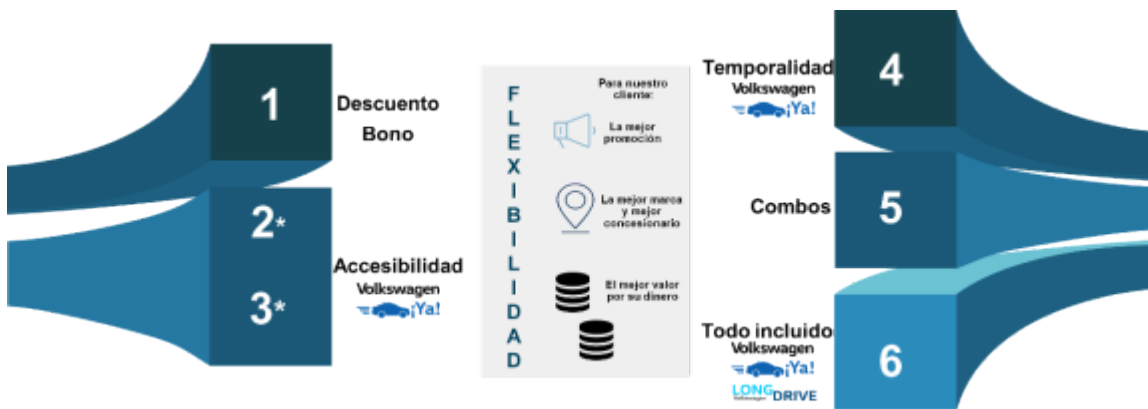 1
Descuento
Bono
2*
3*
Accesibilidad
Volkswagen
¡Ya!
FLEXIBILIDAD
Para nuestro
cliente:
La mejor
promoción
La mejor marca
y mejor
concesionario
El mejor valor
por su dinero
Temporalidad
Volkswagen
¡Ya!
4
Combos
5
Todo incluido
Volkswagen
¡Ya!
LONG DRIVE
Volkswagen
6